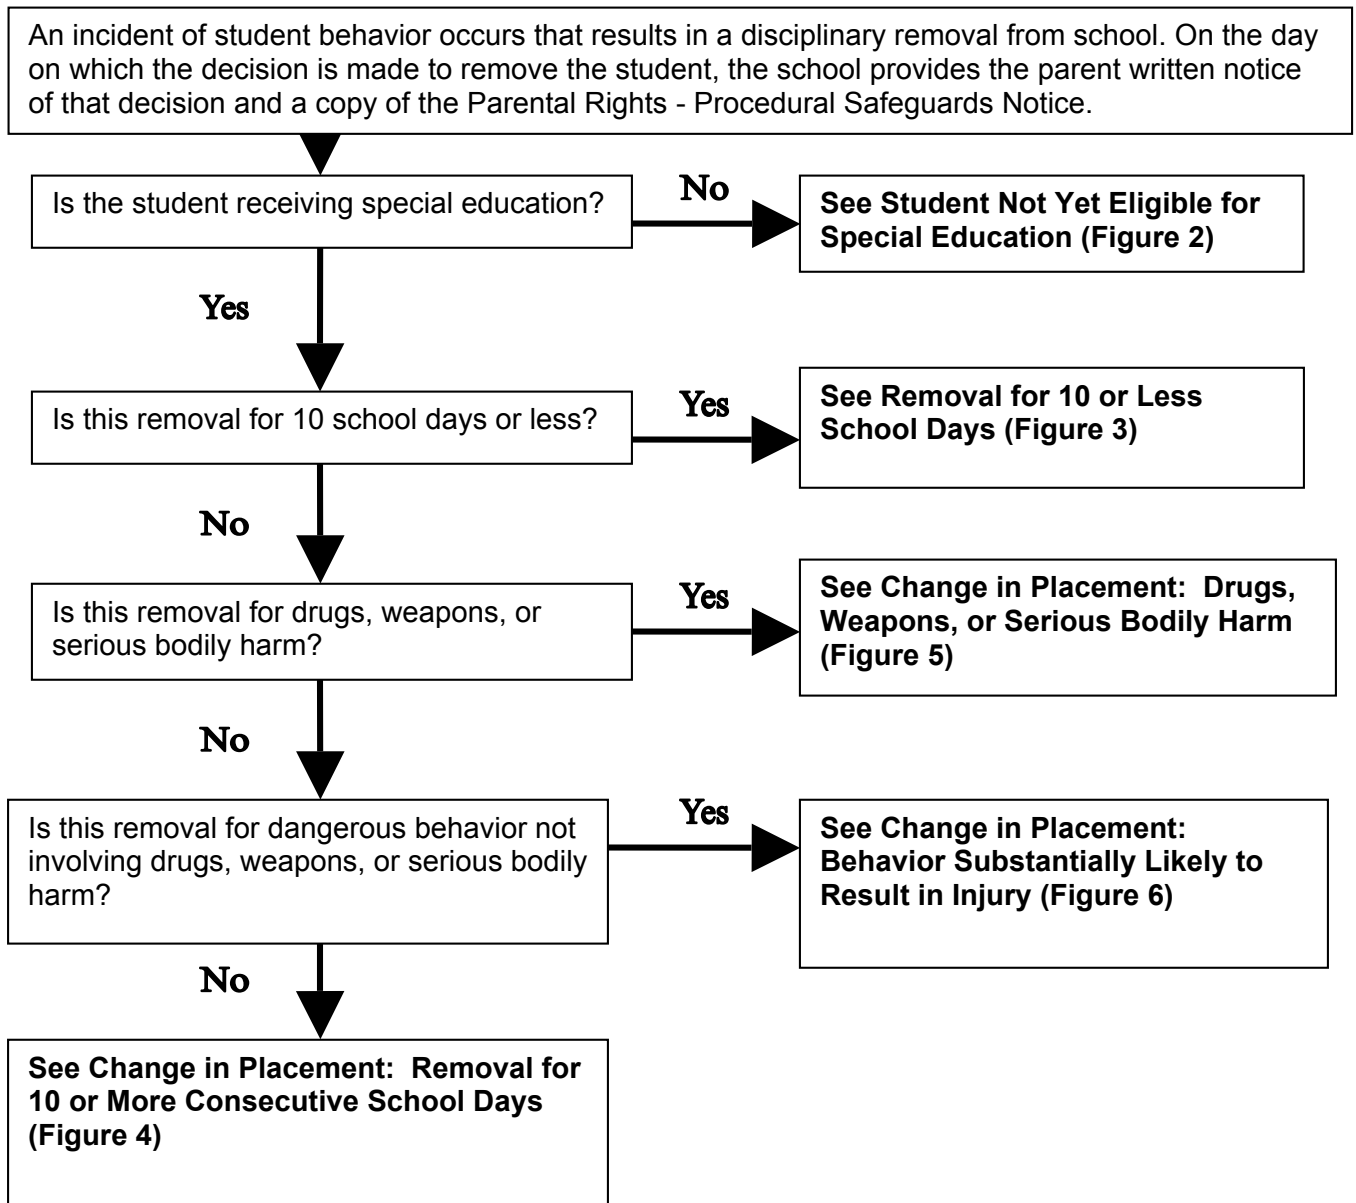 An incident of student behavior occurs that results in a disciplinary removal from school. On the day
on which the decision is made to remove the student, the school provides the parent written notice
of that decision and a copy of the Parental Rights - Procedural Safeguards Notice.
Is the student receiving special education?
No
See Student Not Yet Eligible for
Special Education (Figure 2)
Yes
Is this removal for 10 school days or less?
Yes
See Removal for 10 or Less
School Days (Figure 3)
No
Is this removal for drugs, weapons, or
serious bodily harm?
Yes
See Change in Placement:  Drugs,
Weapons, or Serious Bodily Harm
(Figure 5)
No
Is this removal for dangerous behavior not
involving drugs, weapons, or serious bodily
harm?
Yes
See Change in Placement:
Behavior Substantially Likely to
Result in Injury (Figure 6)
No
See Change in Placement:  Removal for
10 or More Consecutive School Days
(Figure 4)